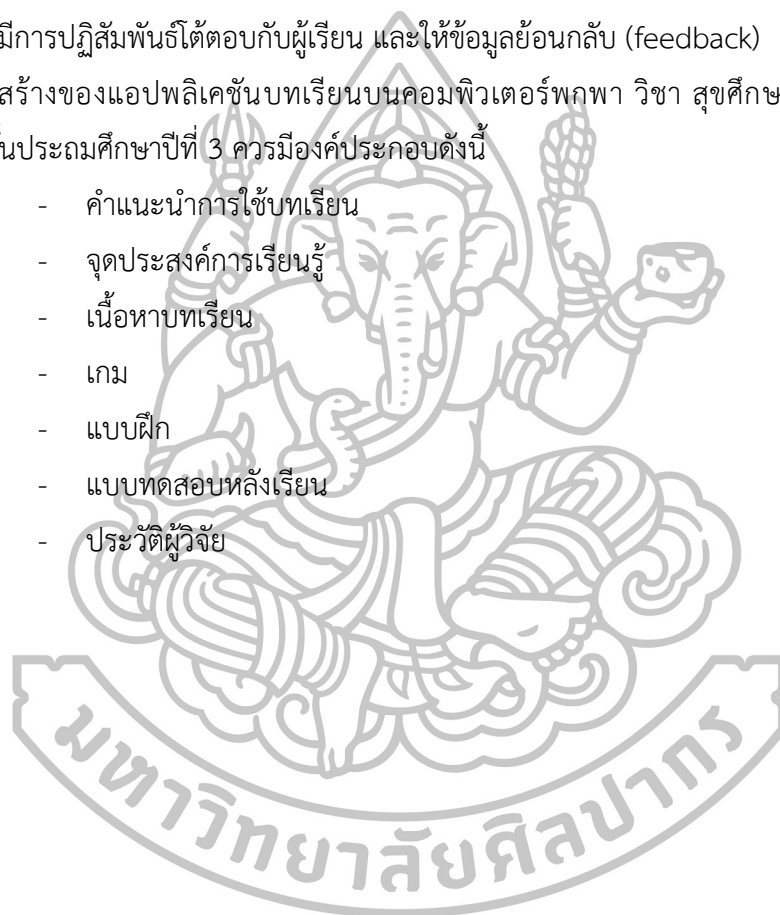 มีการปฏิสัมพันธ์โต้ตอบกับผู้เรียน และให้ข้อมูลย้อนกลับ (feedback)
สร้างของแอปพลิเคชันบทเรียนบนคอมพิวเตอร์พกพา วิชา สุขศึกษ
ั้นประถมศึกษาปีที่ 3 ควรมีองค์ประกอบดังนี้
- คำแนะนำการใช้บทเรียน
- จุดประสงค์การเรียนรู้
- เนื้อหาบทเรียน
- เกม
- แบบฝึก
- แบบทดสอบหลังเรียน
- ประวัติผู้วิจัย
มหาวิทยาลัยศิลปากร